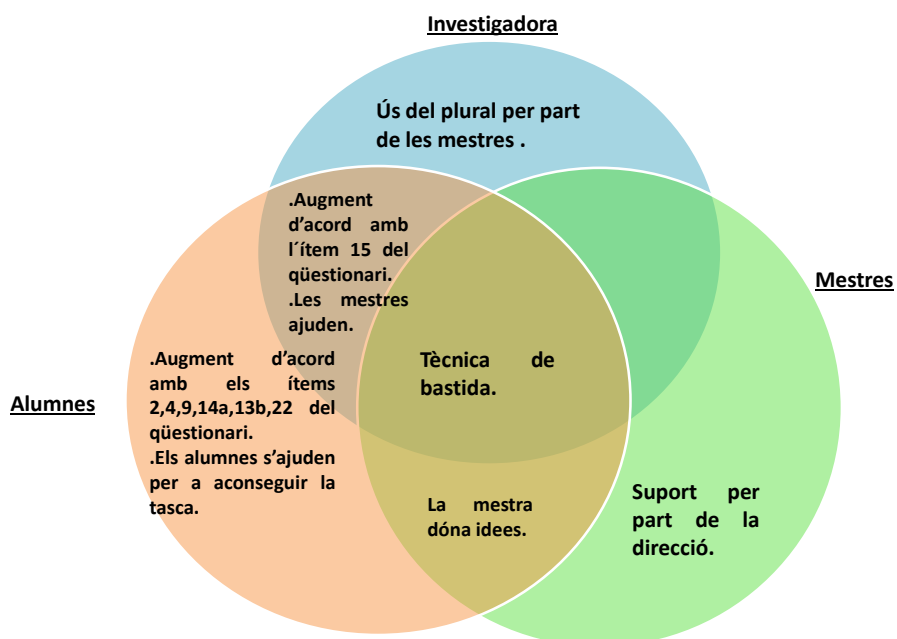 Investigadora
Ús del plural per part
de les mestres .
.Augment
d'acord amb
l´ítem 15 del
qüestionari.
.Les mestres
ajuden.
Mestres
.Augment d'acord
amb els ítems
2,4,9,14a,13b,22 del
qüestionari.
.Els alumnes s'ajuden
per a aconseguir la
tasca.
Tècnica de
bastida.
Alumnes
La mestra
dóna idees.
Suport per
part de la
direcció.